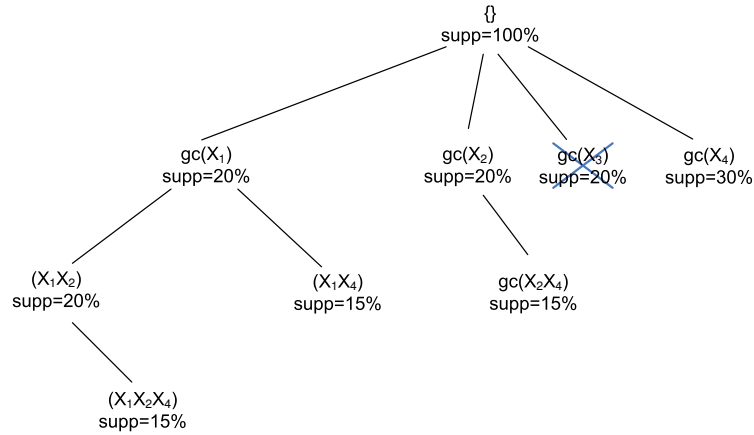 {}
supp=100%
gc(X₁)
supp=20%
gc(X₂)
supp=20%
gc(X₃)
supp=20%
gc(X₄)
supp=30%
(X₁X₂)
supp=20%
(X₁X₄)
supp=15%
gc(X₂X₄)
supp=15%
(X₁X₂X₄)
supp=15%